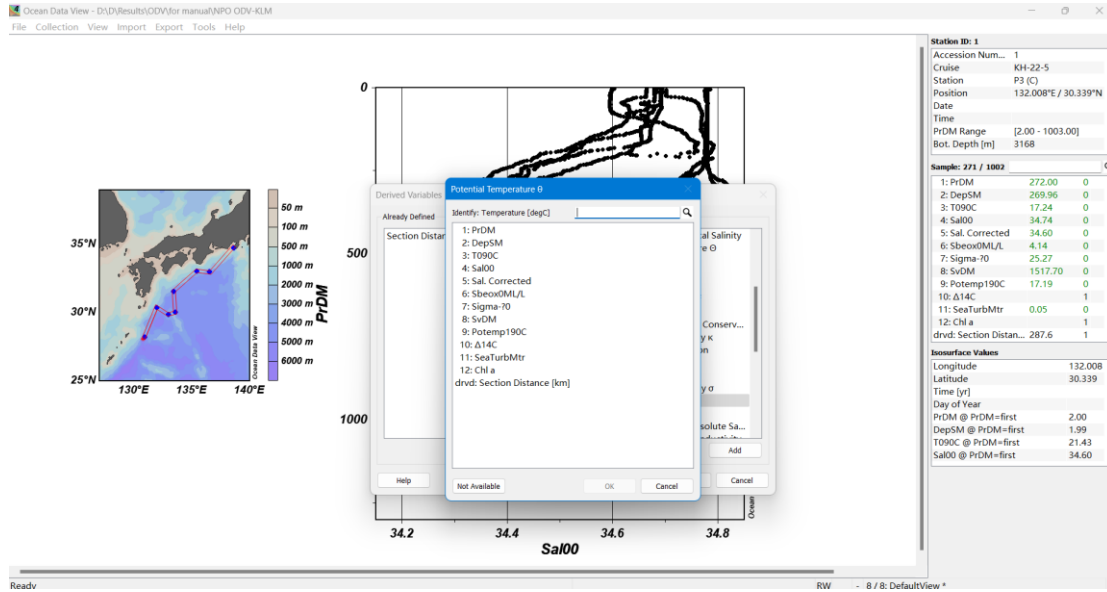 Ocean Data View - D:\D\Results\ODV\for manual\NPO ODV-KLM
File Collection View Import Export Tools Help
0
500
1000
PrDM
34.2 34.4 34.6 34.8
Sal00
Ocean
35°N
30°N
25°N
130°E 135°E 140°E
50 m
100 m
500 m
1000 m
2000 m
3000 m
4000 m
5000 m
6000 m
Ocean Data View
Derived Variables
Already Defined
Section Distan
al Salinity
e Θ
Conserv...
y κ
on
y σ
solute Sa...
Add
Help
Cancel
Potential Temperature θ
Identify: Temperature [degC]
1: PrDM
2: DepSM
3: T090C
4: Sal00
5: Sal. Corrected
6: Sbeox0ML/L
7: Sigma-?0
8: SvDM
9: Potemp190C
10: Δ14C
11: SeaTurbMtr
12: Chl a
drvd: Section Distance [km]
Not Available OK Cancel
Station ID: 1
Accession Num... 1
Cruise KH-22-5
Station P3 (C)
Position 132.008°E / 30.339°N
Date
Time
PrDM Range [2.00 - 1003.00]
Bot. Depth [m] 3168
Sample: 271 / 1002
1: PrDM 272.00 0
2: DepSM 269.96 0
3: T090C 17.24 0
4: Sal00 34.74 0
5: Sal. Corrected 34.60 0
6: Sbeox0ML/L 4.14 0
7: Sigma-?0 25.27 0
8: SvDM 1517.70 0
9: Potemp190C 17.19 0
10: Δ14C 1
11: SeaTurbMtr 0.05 0
12: Chl a 1
drvd: Section Distan... 287.6 1
Isosurface Values
Longitude 132.008
Latitude 30.339
Time [yr]
Day of Year
PrDM @ PrDM=first 2.00
DepSM @ PrDM=first 1.99
T090C @ PrDM=first 21.43
Sal00 @ PrDM=first 34.60
Ready
RW - 8 / 8: DefaultView *